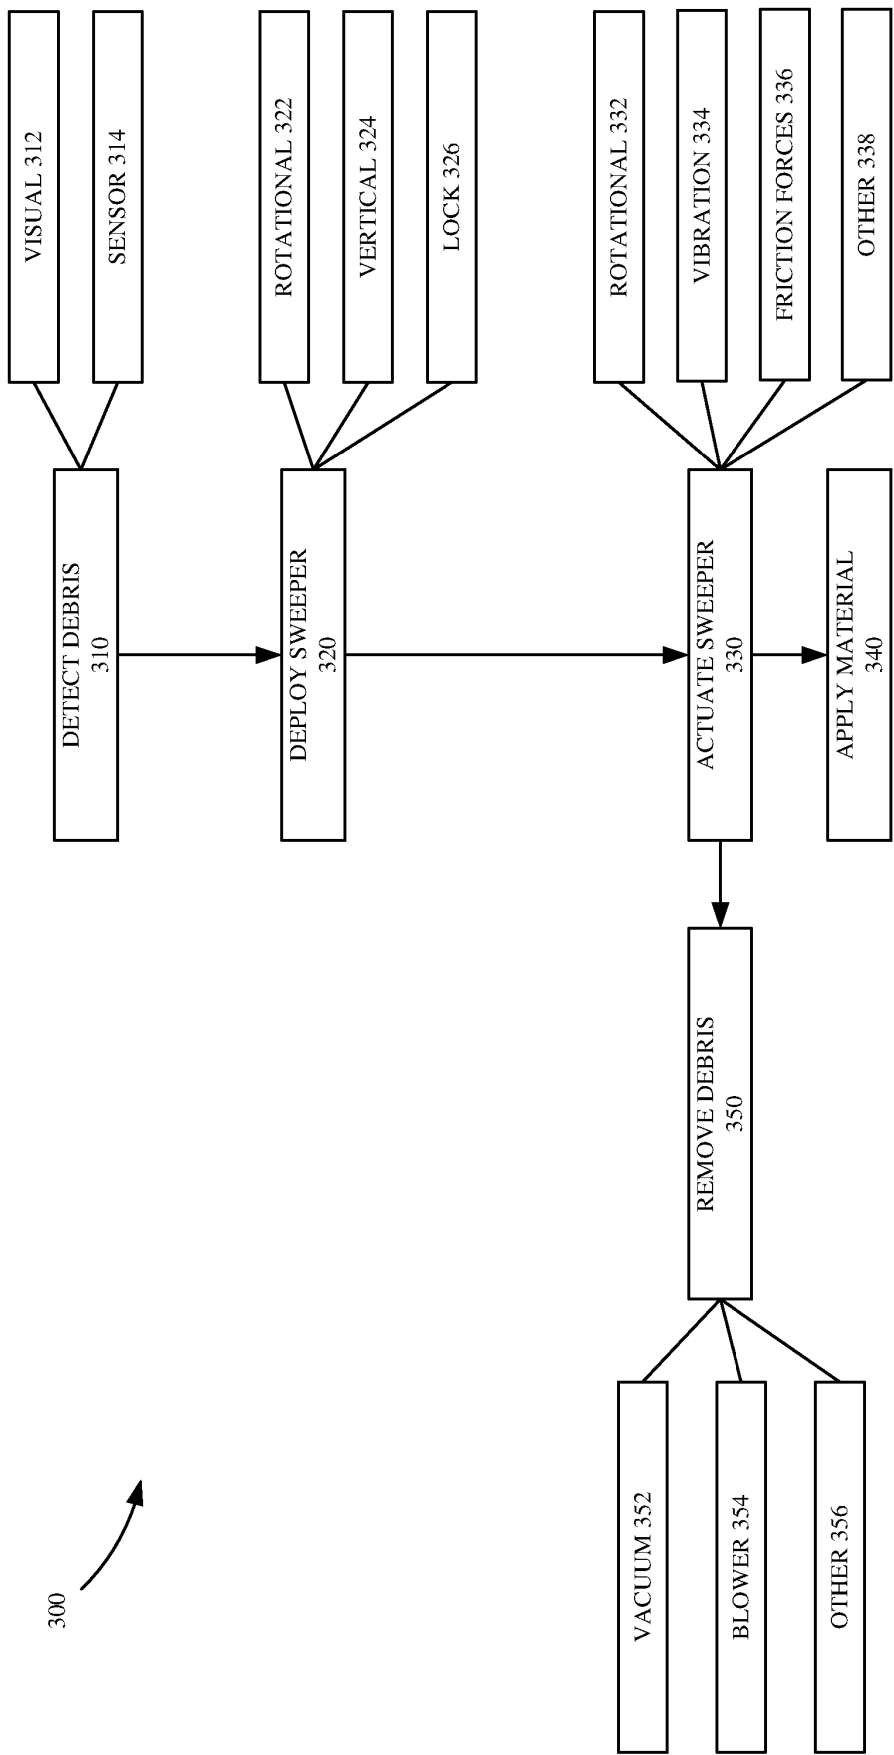 300
DETECT DEBRIS
310
VISUAL 312
SENSOR 314
DEPLOY SWEEPER
320
ROTATIONAL 322
VERTICAL 324
LOCK 326
ACTUATE SWEEPER
330
ROTATIONAL 332
VIBRATION 334
FRICTION FORCES 336
OTHER 338
APPLY MATERIAL
340
REMOVE DEBRIS
350
VACUUM 352
BLOWER 354
OTHER 356